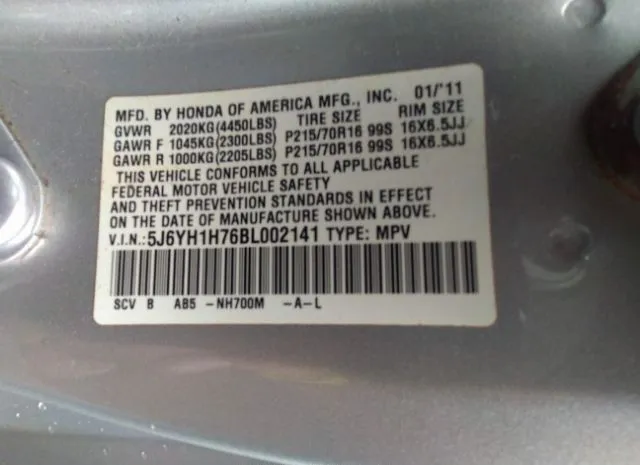 MFD. BY HONDA OF AMERICA MFG., INC. 01/'11
GVWR 2020KG(4450LBS) TIRE SIZE RIM SIZE
GAWR F 1045KG(2300LBS) P215/70R16 99S 16X6.5JJ
GAWR R 1000KG(2205LBS) P215/70R16 99S 16X6.5JJ
THIS VEHICLE CONFORMS TO ALL APPLICABLE
FEDERAL MOTOR VEHICLE SAFETY
AND THEFT PREVENTION STANDARDS IN EFFECT
ON THE DATE OF MANUFACTURE SHOWN ABOVE.
V.I.N.:5J6YH1H76BL002141 TYPE: MPV
SCV B AB5 -NH700M -A-L